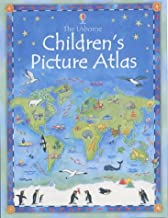 The Usborne
Children's
Picture Atlas